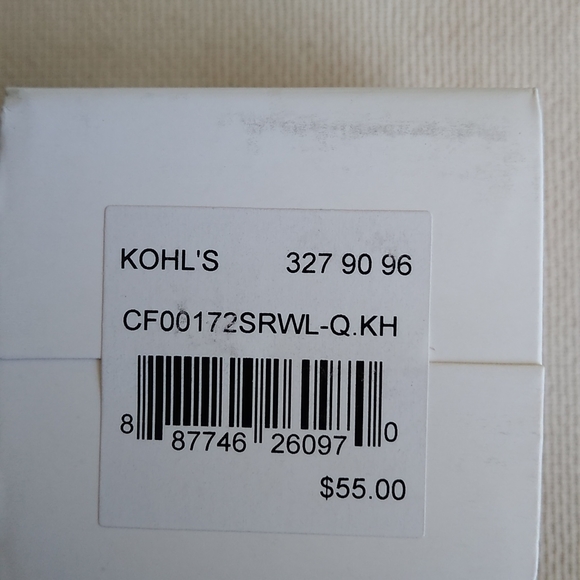 KOHL'S 327 90 96
CF00172SRWL-Q.KH
8 87746 26097 0
$55.00